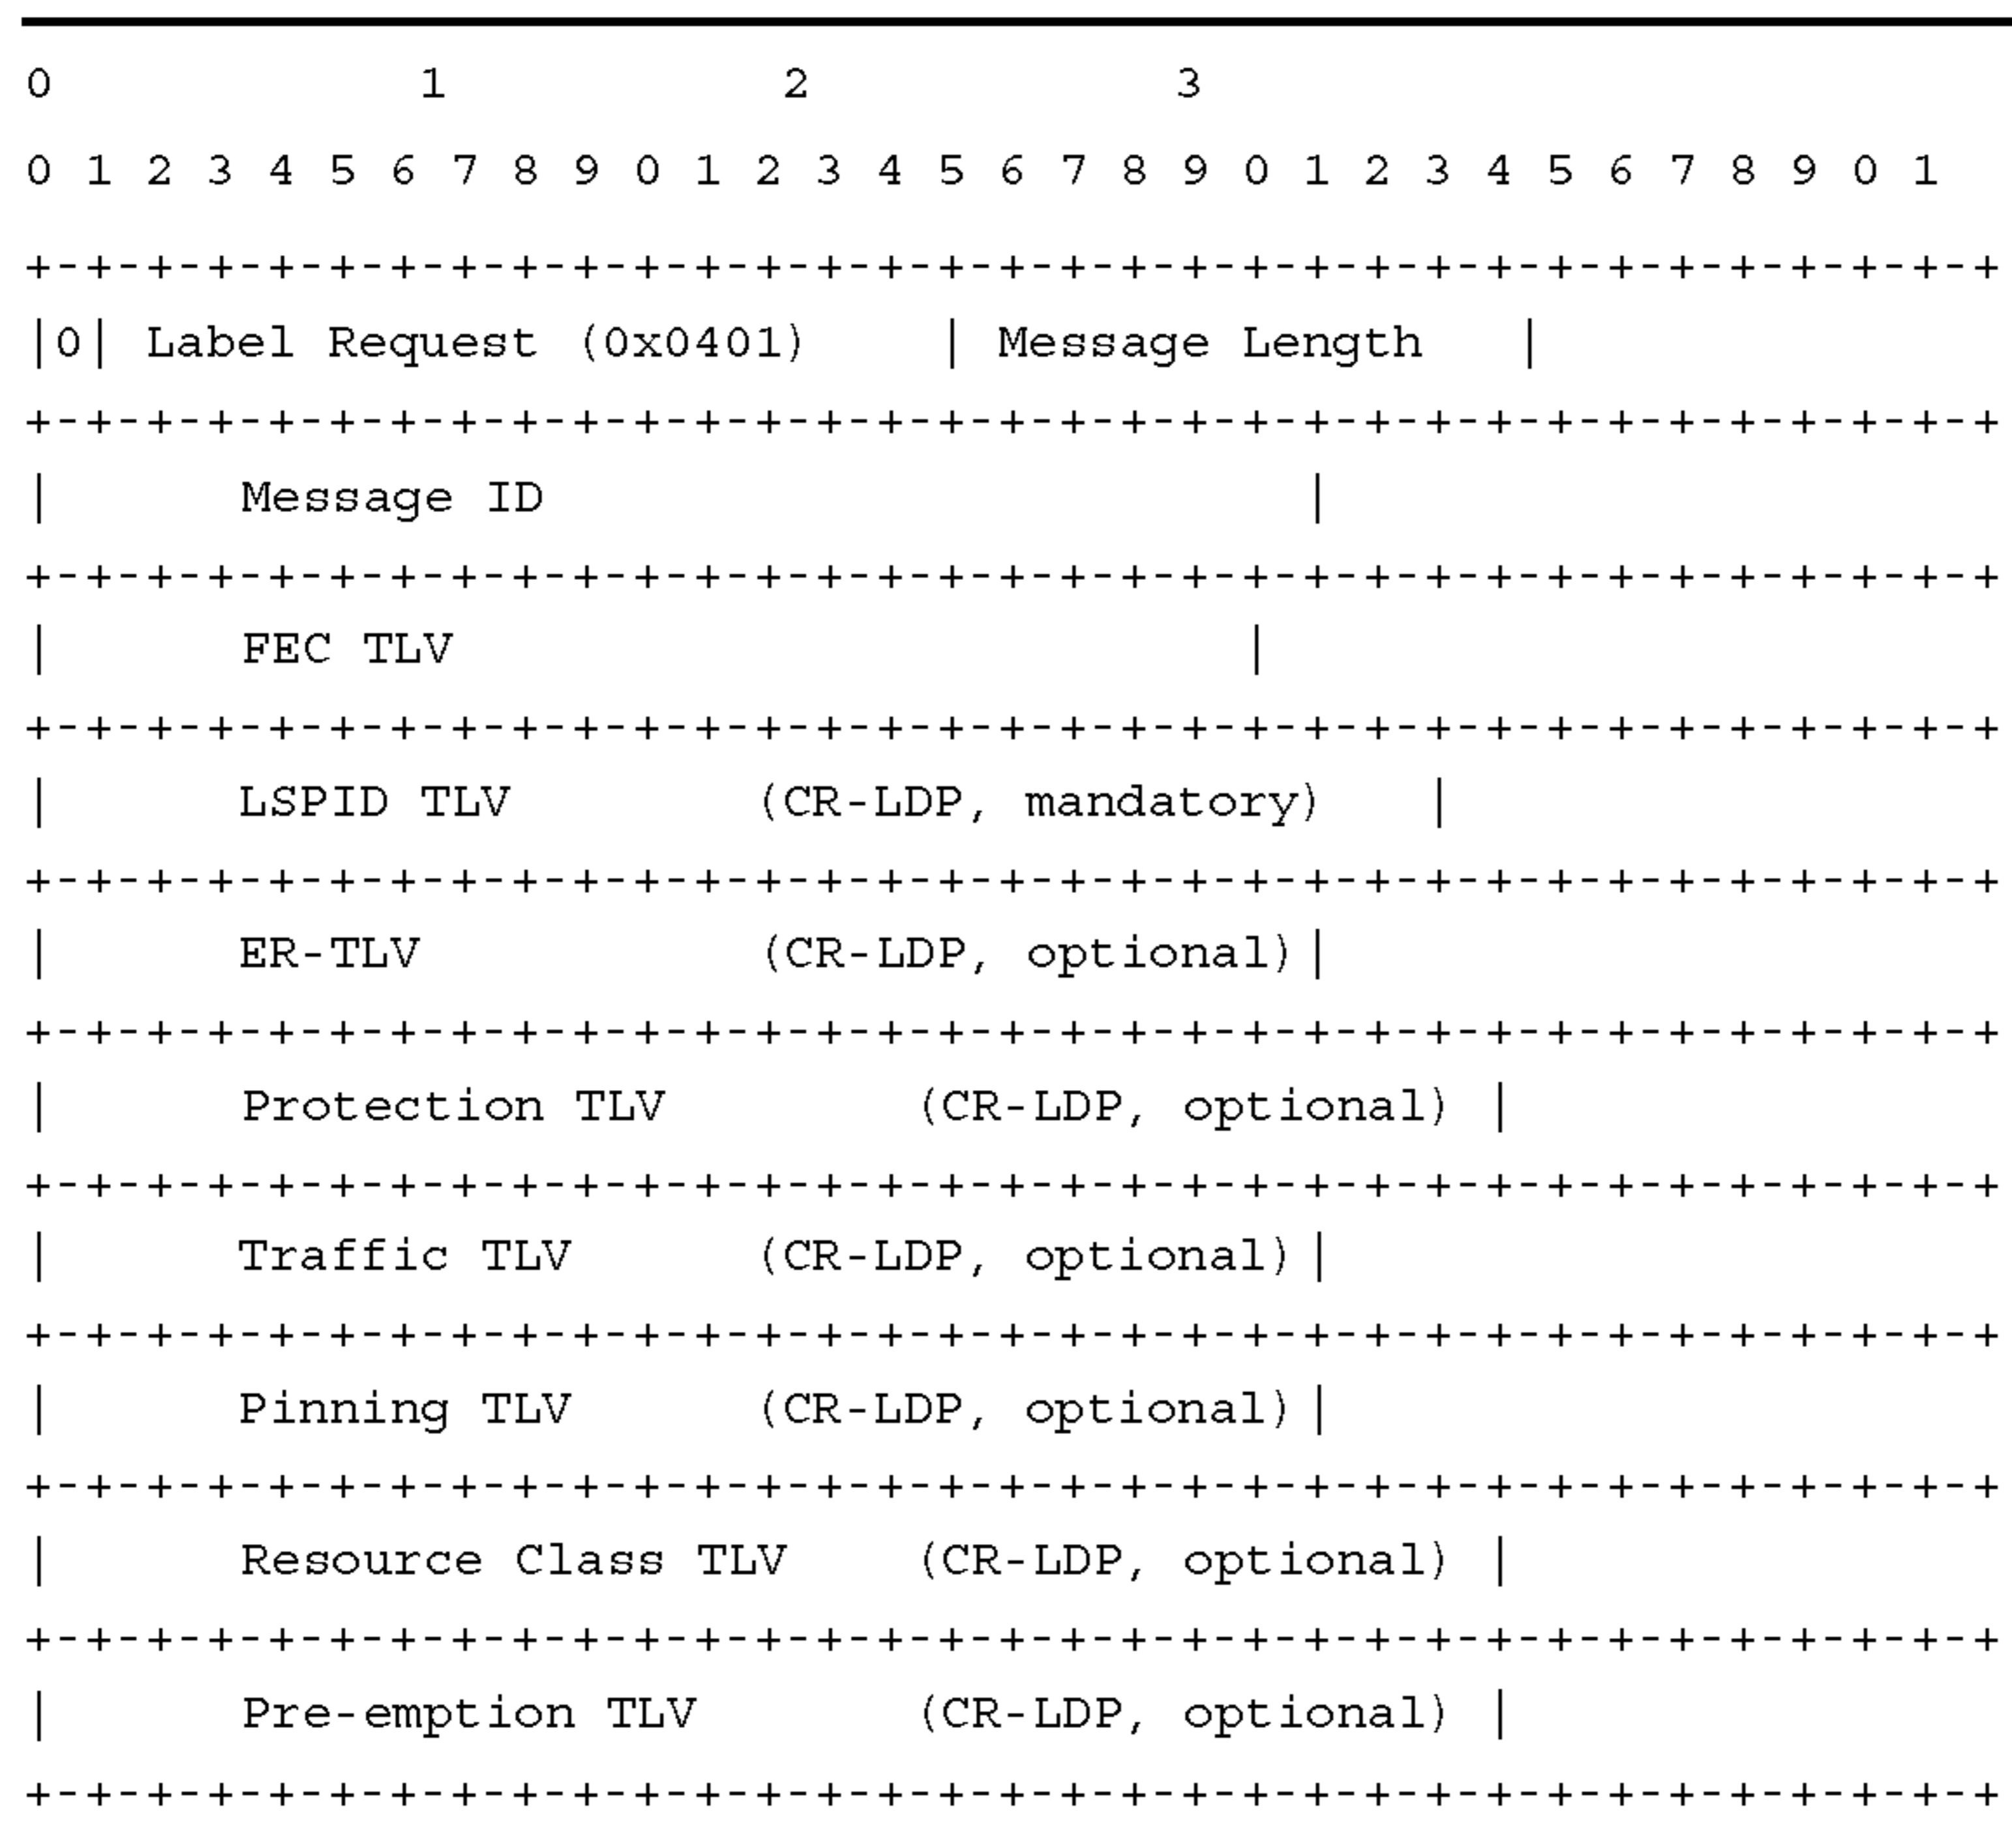 0 1 2 3
0 1 2 3 4 5 6 7 8 9 0 1 2 3 4 5 6 7 8 9 0 1 2 3 4 5 6 7 8 9 0 1
+-+-+-+-+-+-+-+-+-+-+-+-+-+-+-+-+-+-+-+-+-+-+-+-+-+-+-+-+-+-+-+-+
|0| Label Request (0x0401) | Message Length |
+-+-+-+-+-+-+-+-+-+-+-+-+-+-+-+-+-+-+-+-+-+-+-+-+-+-+-+-+-+-+-+-+
| Message ID |
+-+-+-+-+-+-+-+-+-+-+-+-+-+-+-+-+-+-+-+-+-+-+-+-+-+-+-+-+-+-+-+-+
| FEC TLV |
+-+-+-+-+-+-+-+-+-+-+-+-+-+-+-+-+-+-+-+-+-+-+-+-+-+-+-+-+-+-+-+-+
| LSPID TLV (CR-LDP, mandatory) |
+-+-+-+-+-+-+-+-+-+-+-+-+-+-+-+-+-+-+-+-+-+-+-+-+-+-+-+-+-+-+-+-+
| ER-TLV (CR-LDP, optional)|
+-+-+-+-+-+-+-+-+-+-+-+-+-+-+-+-+-+-+-+-+-+-+-+-+-+-+-+-+-+-+-+-+
| Protection TLV (CR-LDP, optional) |
+-+-+-+-+-+-+-+-+-+-+-+-+-+-+-+-+-+-+-+-+-+-+-+-+-+-+-+-+-+-+-+-+
| Traffic TLV (CR-LDP, optional)|
+-+-+-+-+-+-+-+-+-+-+-+-+-+-+-+-+-+-+-+-+-+-+-+-+-+-+-+-+-+-+-+-+
| Pinning TLV (CR-LDP, optional)|
+-+-+-+-+-+-+-+-+-+-+-+-+-+-+-+-+-+-+-+-+-+-+-+-+-+-+-+-+-+-+-+-+
| Resource Class TLV (CR-LDP, optional) |
+-+-+-+-+-+-+-+-+-+-+-+-+-+-+-+-+-+-+-+-+-+-+-+-+-+-+-+-+-+-+-+-+
| Pre-emption TLV (CR-LDP, optional) |
+-+-+-+-+-+-+-+-+-+-+-+-+-+-+-+-+-+-+-+-+-+-+-+-+-+-+-+-+-+-+-+-+